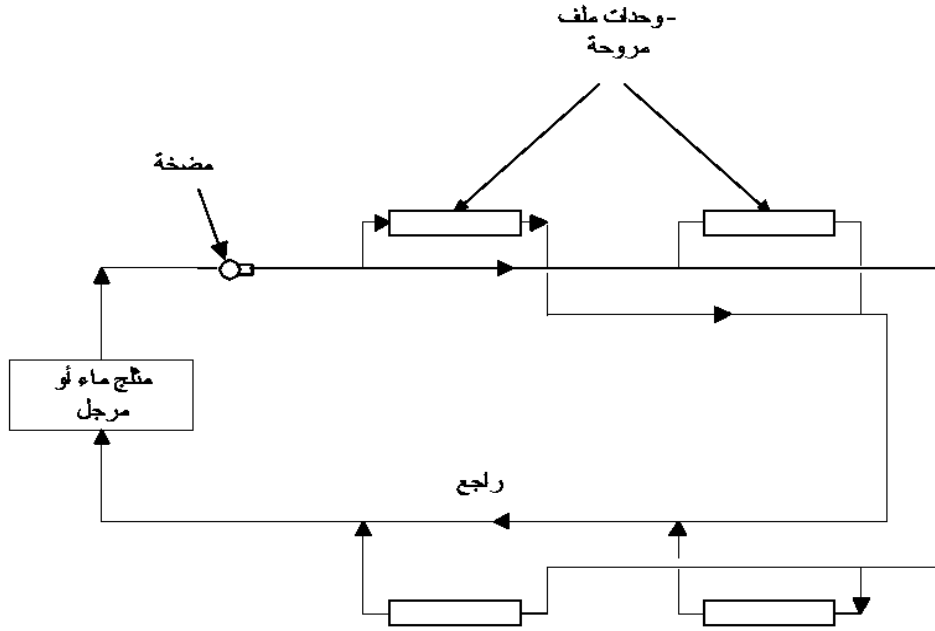 -وحدات ملف
مروحة
مضخة
مثلج ماء أو
مرجل
راجع